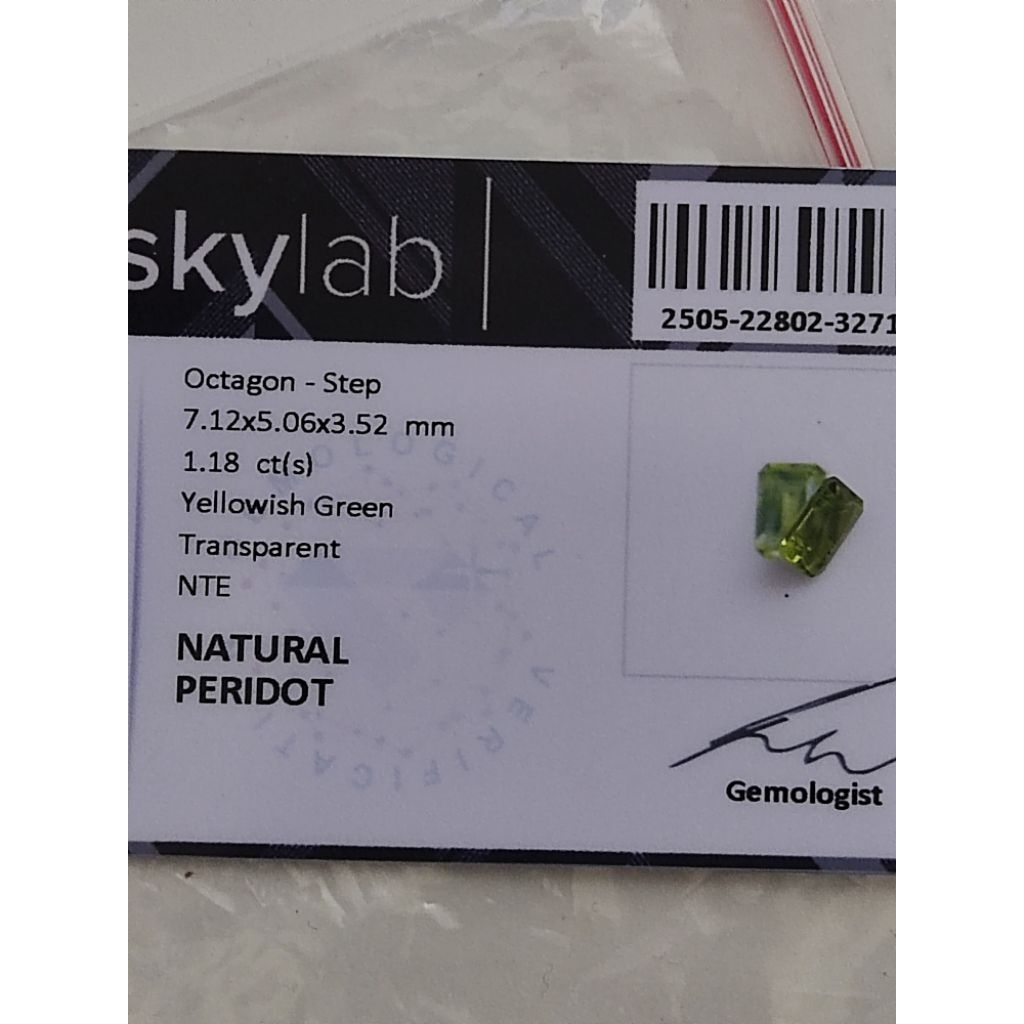 skylab
2505-22802-3271
Octagon - Step
7.12x5.06x3.52 mm
1.18 ct(s)
Yellowish Green
Transparent
NTE
NATURAL
PERIDOT
Gemologist